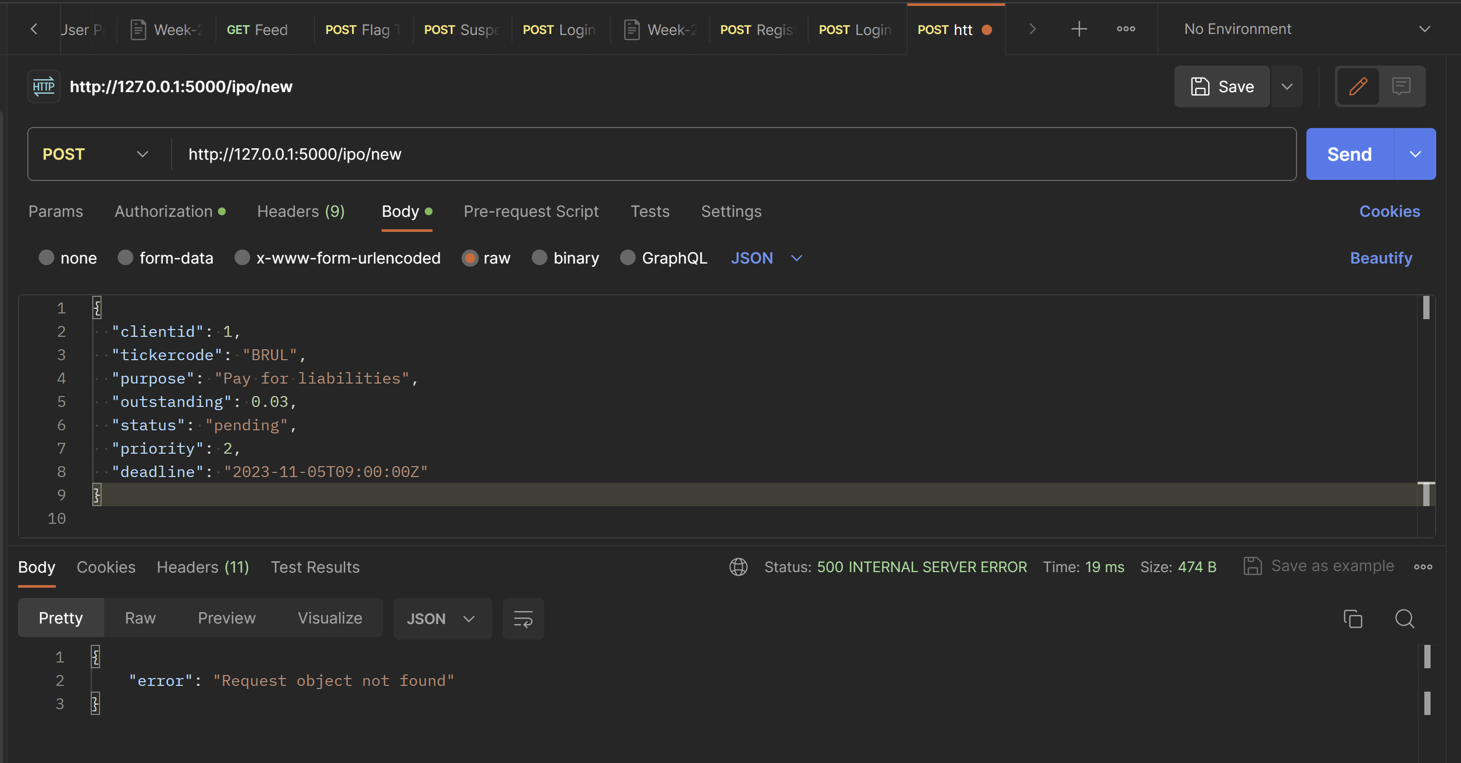 User P Week-2 GET Feed POST Flag T POST Suspe POST Login Week-2 POST Regis POST Login POST htt No Environment
HTTP http://127.0.0.1:5000/ipo/new Save
POST http://127.0.0.1:5000/ipo/new Send
Params Authorization Headers (9) Body Pre-request Script Tests Settings Cookies
none form-data x-www-form-urlencoded raw binary GraphQL JSON Beautify
1 {
2 "clientid": 1,
3 "tickercode": "BRUL",
4 "purpose": "Pay for liabilities",
5 "outstanding": 0.03,
6 "status": "pending",
7 "priority": 2,
8 "deadline": "2023-11-05T09:00:00Z"
9 }
10
Body Cookies Headers (11) Test Results Status: 500 INTERNAL SERVER ERROR Time: 19 ms Size: 474 B Save as example
Pretty Raw Preview Visualize JSON
1 {
2 "error": "Request object not found"
3 }